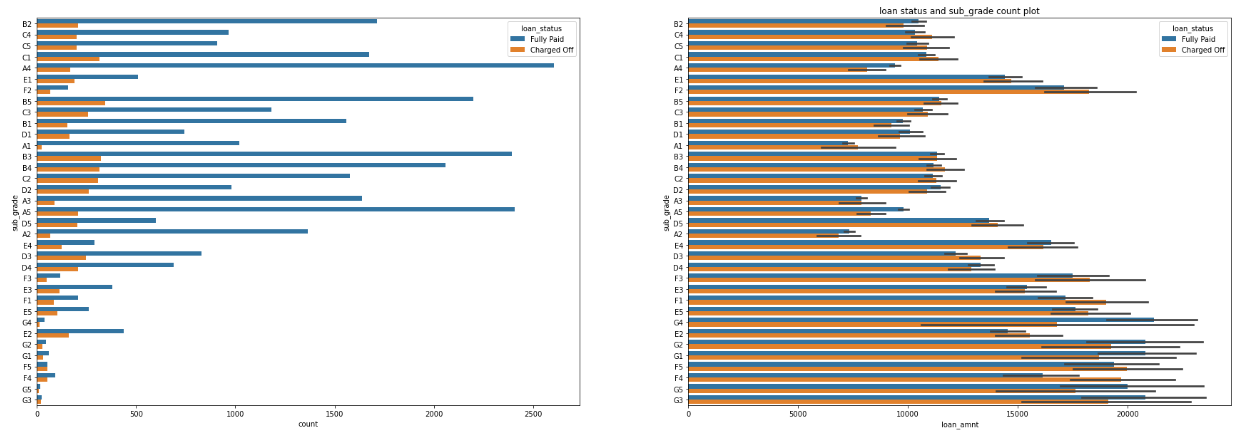 B2
C4
C5
C1
A4
E1
F2
B5
C3
B1
D1
A1
B3
B4
C2
D2
A3
A5
D5
A2
E4
D3
D4
F3
E3
F1
E5
G4
E2
G2
G1
F5
F4
G5
G3
sub_grade
0 500 1000 1500 2000 2500
count
loan_status
Fully Paid
Charged Off
loan status and sub_grade count plot
B2
C4
C5
C1
A4
E1
F2
B5
C3
B1
D1
A1
B3
B4
C2
D2
A3
A5
D5
A2
E4
D3
D4
F3
E3
F1
E5
G4
E2
G2
G1
F5
F4
G5
G3
sub_grade
0 5000 10000 15000 20000
loan_amnt
loan_status
Fully Paid
Charged Off